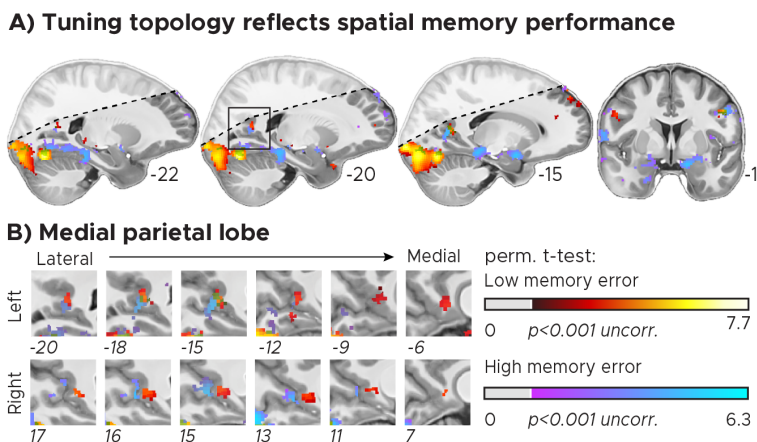 A) Tuning topology reflects spatial memory performance
-22
-20
-15
-1
B) Medial parietal lobe
Lateral
Medial
Left
-20
-18
-15
-12
-9
-6
Right
17
16
15
13
11
7
perm. t-test:
Low memory error
0
p<0.001 uncorr.
7.7
High memory error
0
p<0.001 uncorr.
6.3